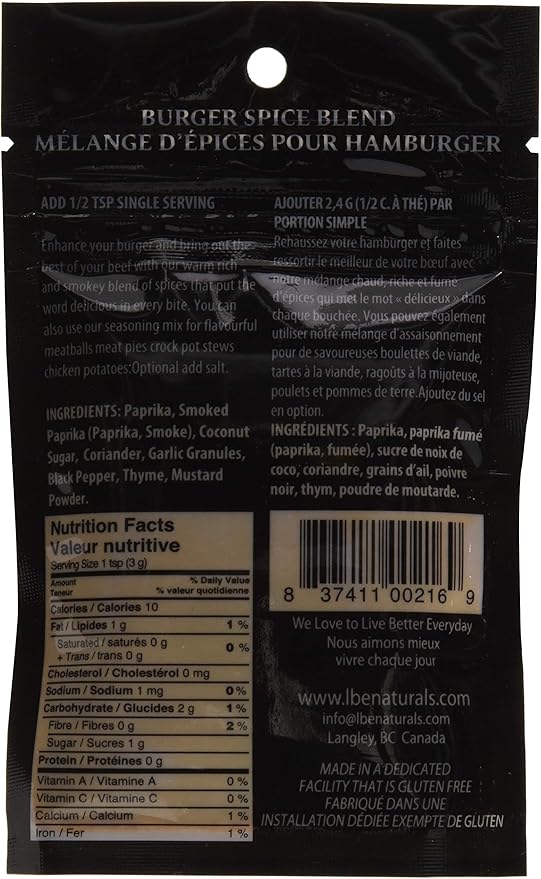 BURGER SPICE BLEND
MÉLANGE D'ÉPICES POUR HAMBURGER
ADD 1/2 TSP SINGLE SERVING
Enhance your burger and bring out the
best of your beef with our warm rich
and smokey blend of spices that put the
word delicious in every bite. You can
also use our seasoning mix for flavourful
meatballs meat pies crock pot stews
chicken potatoes:Optional add salt.
INGREDIENTS: Paprika, Smoked
Paprika (Paprika, Smoke), Coconut
Sugar, Coriander, Garlic Granules,
Black Pepper, Thyme, Mustard
Powder.
AJOUTER 2,4 G (1/2 C. À THÉ) PAR
PORTION SIMPLE
Rehaussez votre hamburger et faites
ressortir le meilleur de votre bœuf avec
notre mélange chaud, riche et fumé
d'épices qui met le mot « délicieux » dans
chaque bouchée. Vous pouvez également
utiliser notre mélange d'assaisonnement
pour de savoureuses boulettes de viande,
tartes à la viande, ragoûts à la mijoteuse,
poulets et pommes de terre.Ajoutez du sel
en option.
INGRÉDIENTS : Paprika, paprika fumé
(paprika, fumée), sucre de noix de
coco, coriandre, grains d'ail, poivre
noir, thym, poudre de moutarde.
Nutrition Facts
Valeur nutritive
Serving Size 1 tsp (3 g)
Amount % Daily Value
Teneur % valeur quotidienne
Calories / Calories 10
Fat / Lipides 1 g 1 %
Saturated / saturés 0 g
+ Trans / trans 0 g 0 %
Cholesterol / Cholestérol 0 mg
Sodium / Sodium 1 mg 0%
Carbohydrate / Glucides 2 g 1 %
Fibre / Fibres 0 g 2 %
Sugar / Sucres 1 g
Protein / Protéines 0 g
Vitamin A / Vitamine A 0 %
Vitamin C / Vitamine C 0 %
Calcium / Calcium 1 %
Iron / Fer 1 %
8 37411 00216 9
We Love to Live Better Everyday
Nous aimons mieux
vivre chaque jour
www.lbenaturals.com
info@lbenaturals.com
Langley, BC Canada
MADE IN A DEDICATED
FACILITY THAT IS GLUTEN FREE
FABRIQUÉ DANS UNE
INSTALLATION DÉDIÉE EXEMPTE DE GLUTEN